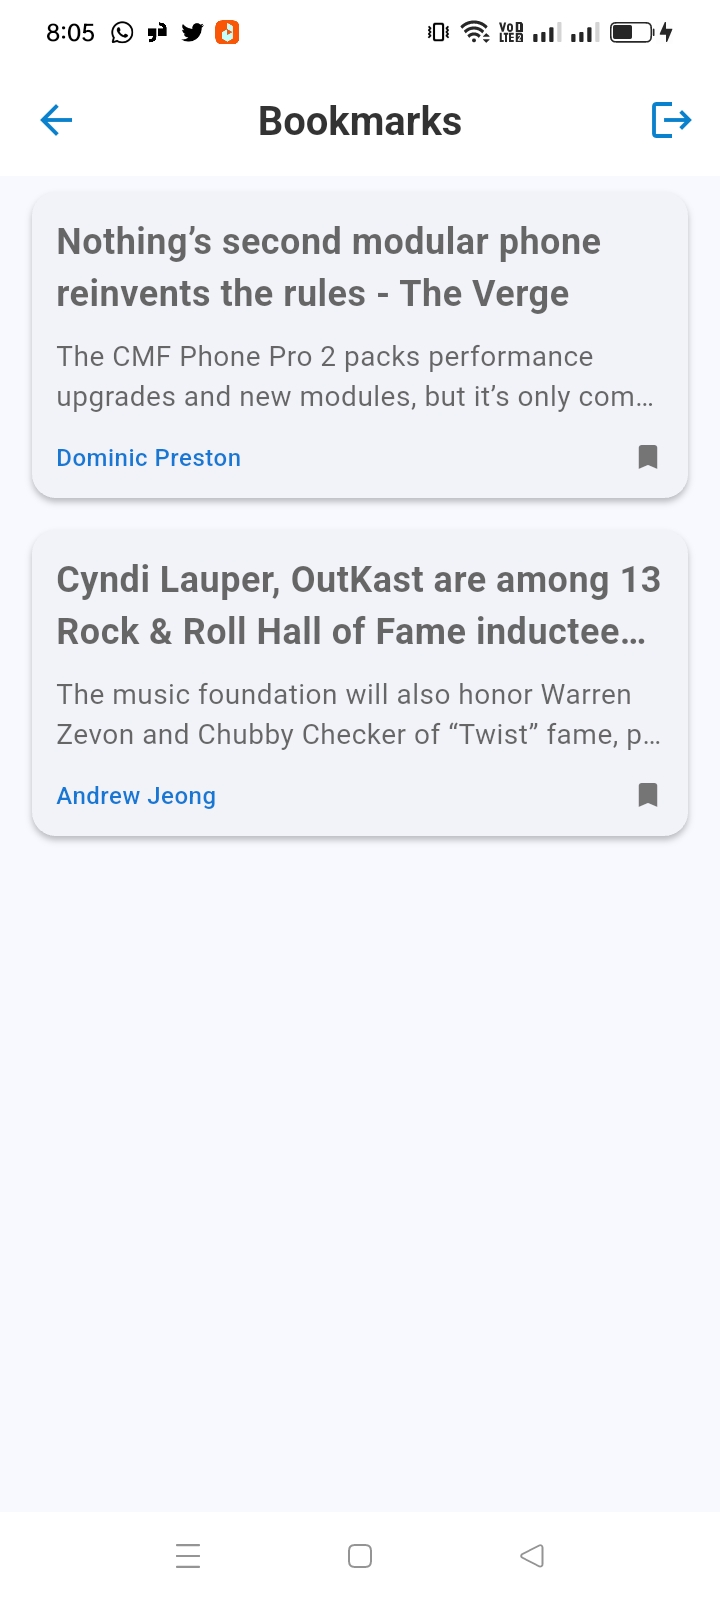 8:05
VoD LTE2
Bookmarks
Nothing’s second modular phone
reinvents the rules - The Verge
The CMF Phone Pro 2 packs performance
upgrades and new modules, but it’s only com…
Dominic Preston
Cyndi Lauper, OutKast are among 13
Rock & Roll Hall of Fame inductee…
The music foundation will also honor Warren
Zevon and Chubby Checker of “Twist” fame, p…
Andrew Jeong